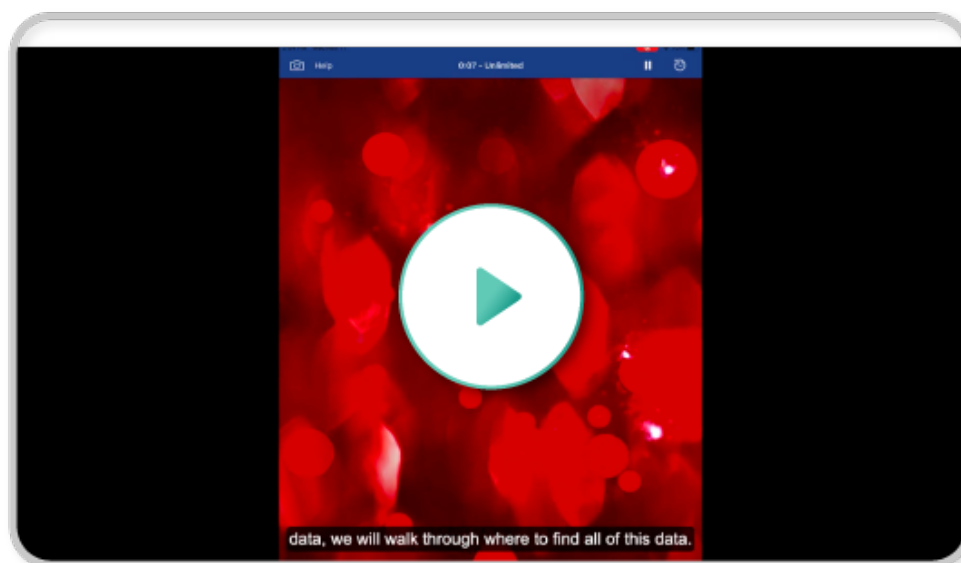 Help
0:07 - Unlimited
data, we will walk through where to find all of this data.